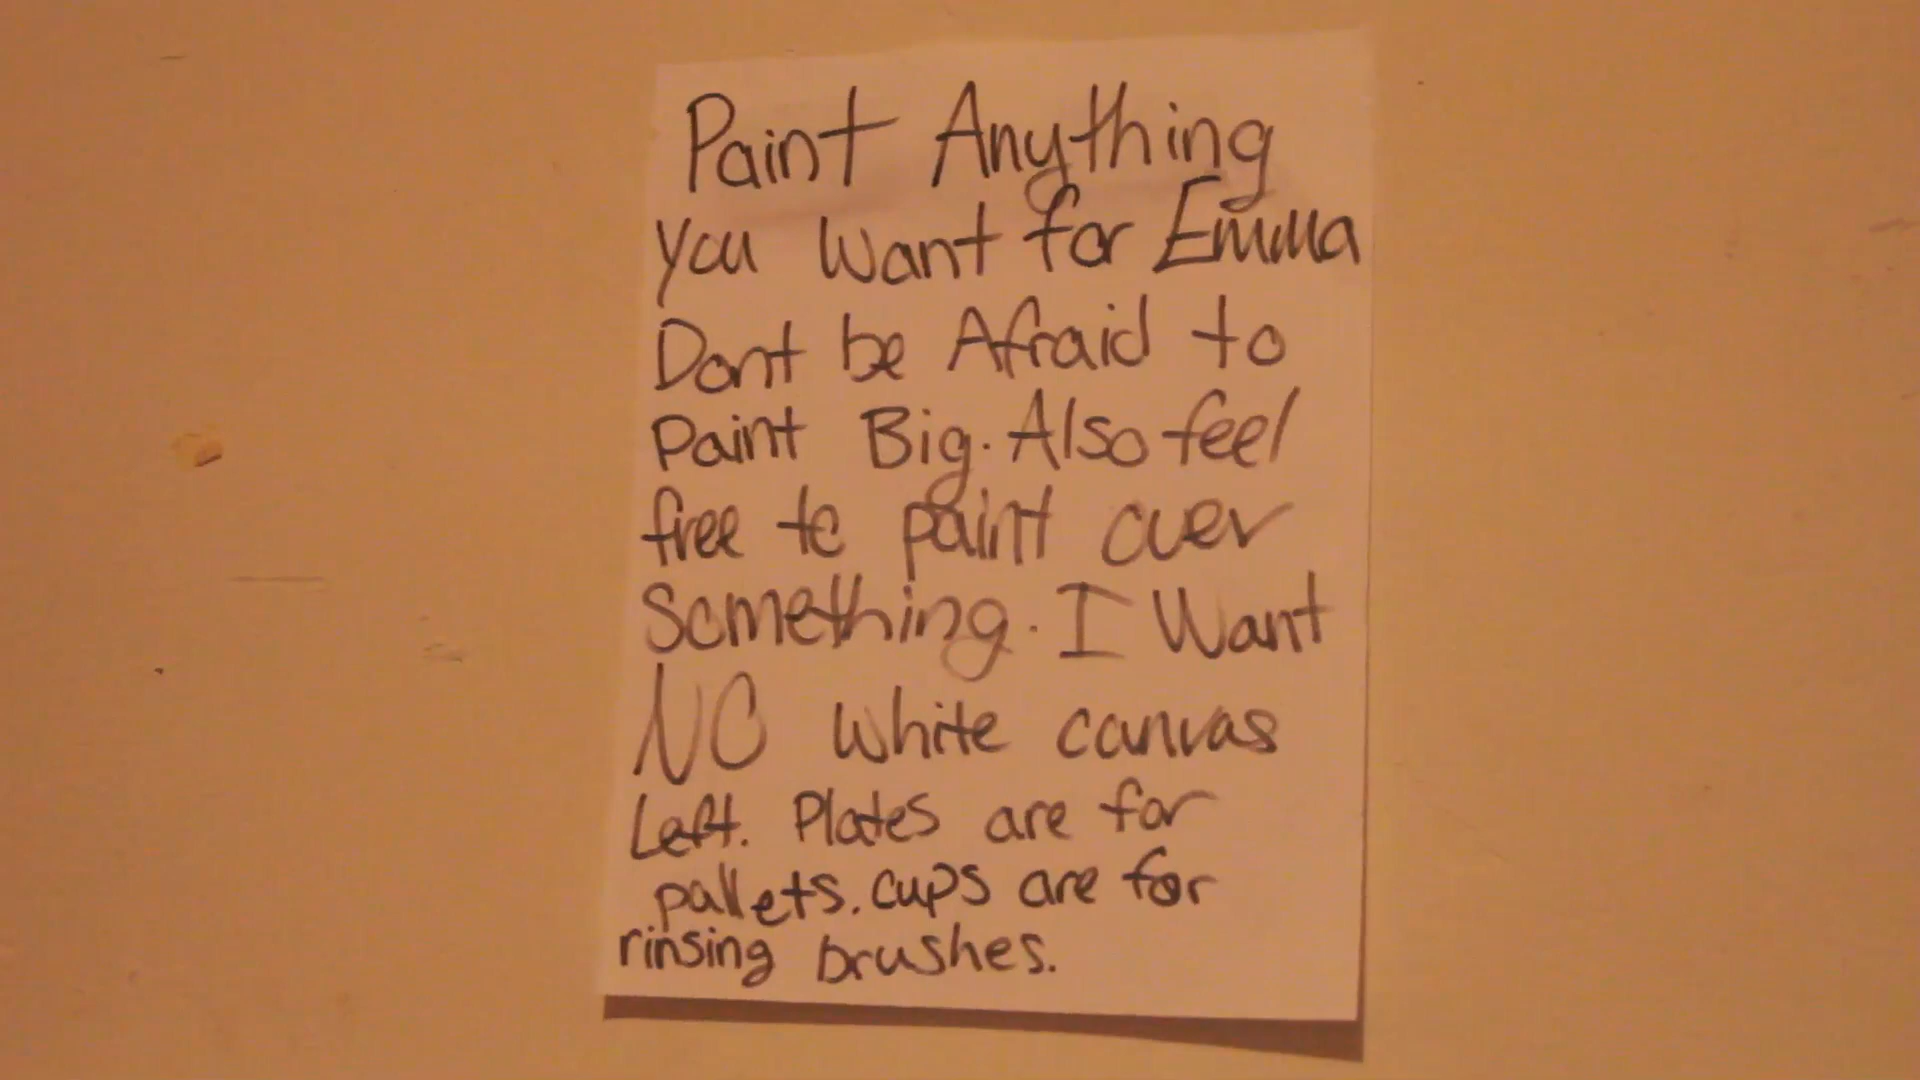 Paint Anything
you Want for Emma
Dont be Afraid to
paint Big. Also feel
free to paint over
Something. I Want
NO white canvas
Left. Plates are for
pallets. cups are for
rinsing brushes.